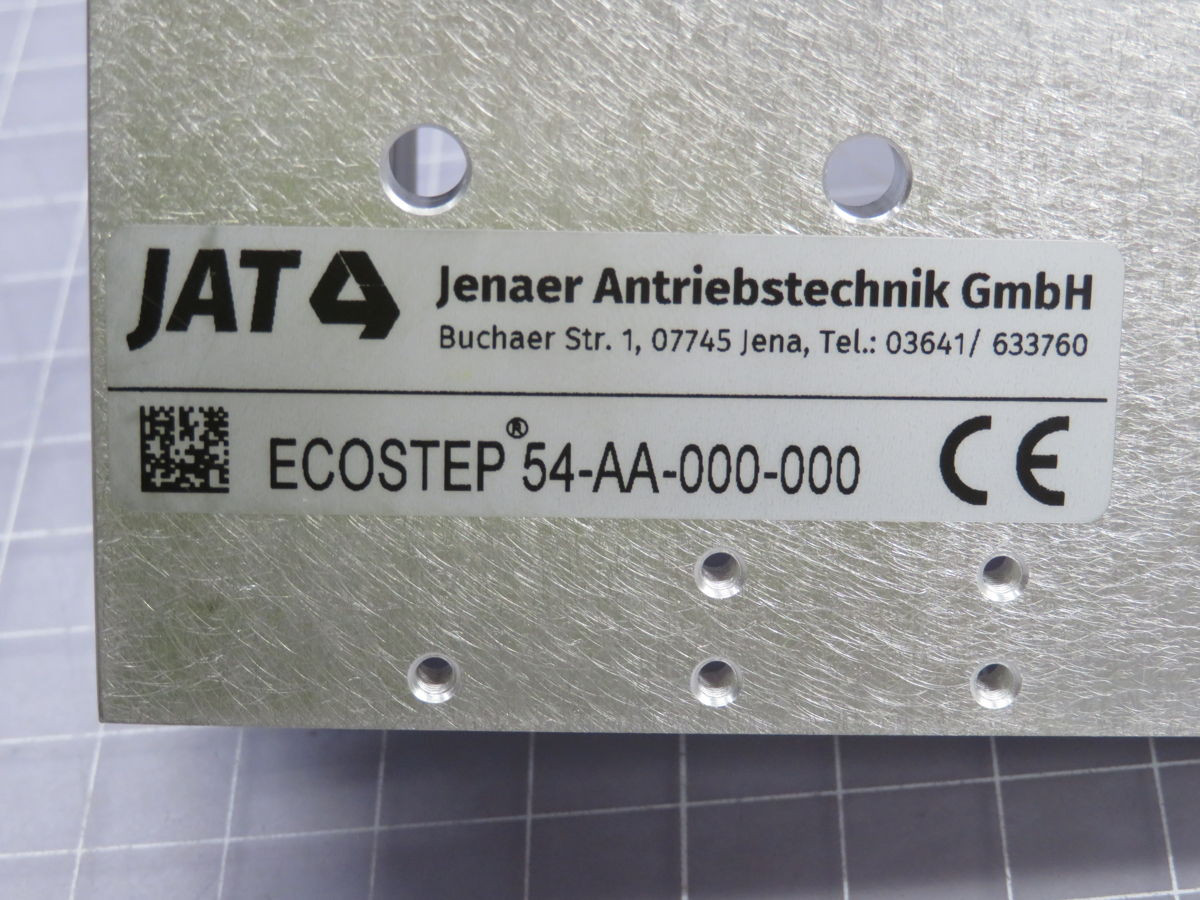 JAT
Jenaer Antriebstechnik GmbH
Buchaer Str. 1, 07745 Jena, Tel.: 03641/ 633760
ECOSTEP® 54-AA-000-000
CE